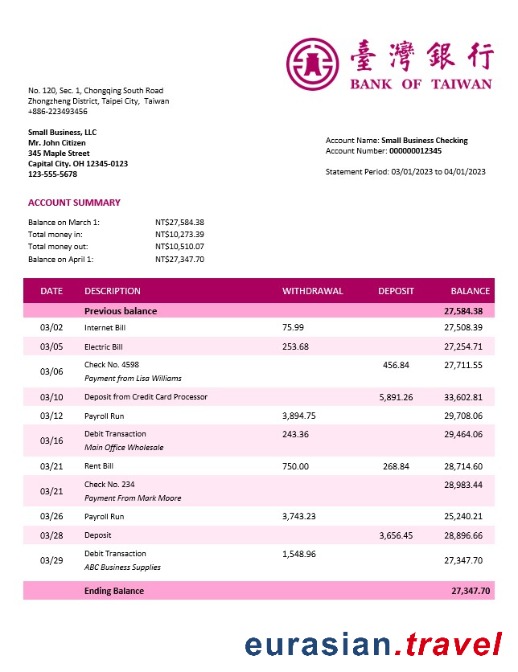 臺灣銀行
BANK OF TAIWAN
No. 120, Sec. 1, Chongqing South Road
Zhongzheng District, Taipei City, Taiwan
+886-223493456
Small Business, LLC
Mr. John Citizen
345 Maple Street
Capital City. OH 12345-0123
123-555-5678
Account Name: Small Business Checking
Account Number: 000000012345
Statement Period: 03/01/2023 to 04/01/2023
ACCOUNT SUMMARY
Balance on March 1: NT$27,584.38
Total money in: NT$10,273.39
Total money out: NT$10,510.07
Balance on April 1: NT$27,347.70
DATE DESCRIPTION WITHDRAWAL DEPOSIT BALANCE
Previous balance 27,584.38
03/02 Internet Bill 75.99 27,508.39
03/05 Electric Bill 253.68 27,254.71
03/06 Check No. 4598 456.84 27,711.55
Payment from Lisa Williams
03/10 Deposit from Credit Card Processor 5,891.26 33,602.81
03/12 Payroll Run 3,894.75 29,708.06
03/16 Debit Transaction 243.36 29,464.06
Main Office Wholesale
03/21 Rent Bill 750.00 268.84 28,714.60
03/21 Check No. 234 28,983.44
Payment From Mark Moore
03/26 Payroll Run 3,743.23 25,240.21
03/28 Deposit 3,656.45 28,896.66
03/29 Debit Transaction 1,548.96 27,347.70
ABC Business Supplies
Ending Balance 27,347.70
eurasian.travel